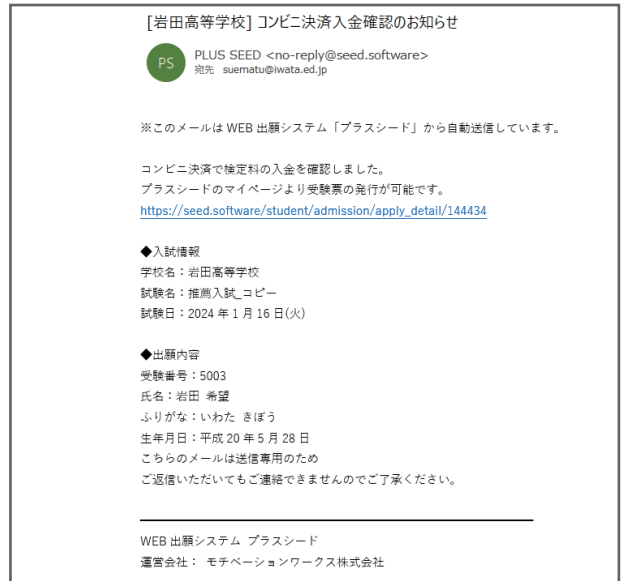 [岩田高等学校] コンビニ決済入金確認のお知らせ
PS
PLUS SEED <no-reply@seed.software>
宛先 suematu@iwata.ed.jp
※このメールは WEB 出願システム「プラスシード」から自動送信しています。
コンビニ決済で検定料の入金を確認しました。
プラスシードのマイページより受験票の発行が可能です。
https://seed.software/student/admission/apply_detail/144434
◆入試情報
学校名：岩田高等学校
試験名：推薦入試_コピー
試験日：2024 年 1 月 16 日(火)
◆出願内容
受験番号：5003
氏名：岩田 希望
ふりがな：いわた きぼう
生年月日：平成 20 年 5 月 28 日
こちらのメールは送信専用のため
ご返信いただいてもご連絡できませんのでご了承ください。
WEB 出願システム プラスシード
運営会社： モチベーションワークス株式会社